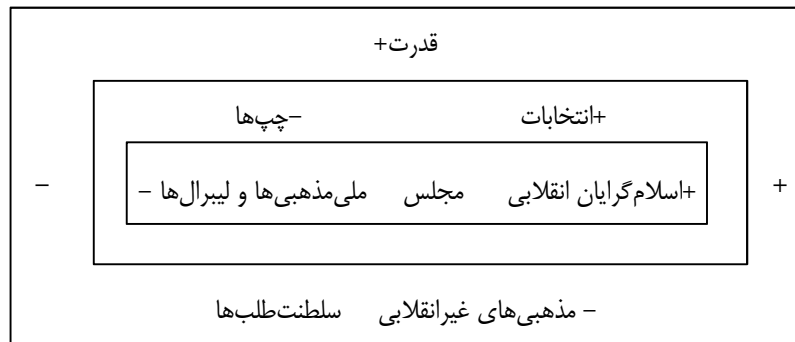 قدرت+
+انتخابات –چپ‌ها
+ +اسلام‌گرایان انقلابی مجلس ملی‌مذهبی‌ها و لیبرال‌ها – –
– مذهبی‌های غیرانقلابی سلطنت‌طلب‌ها